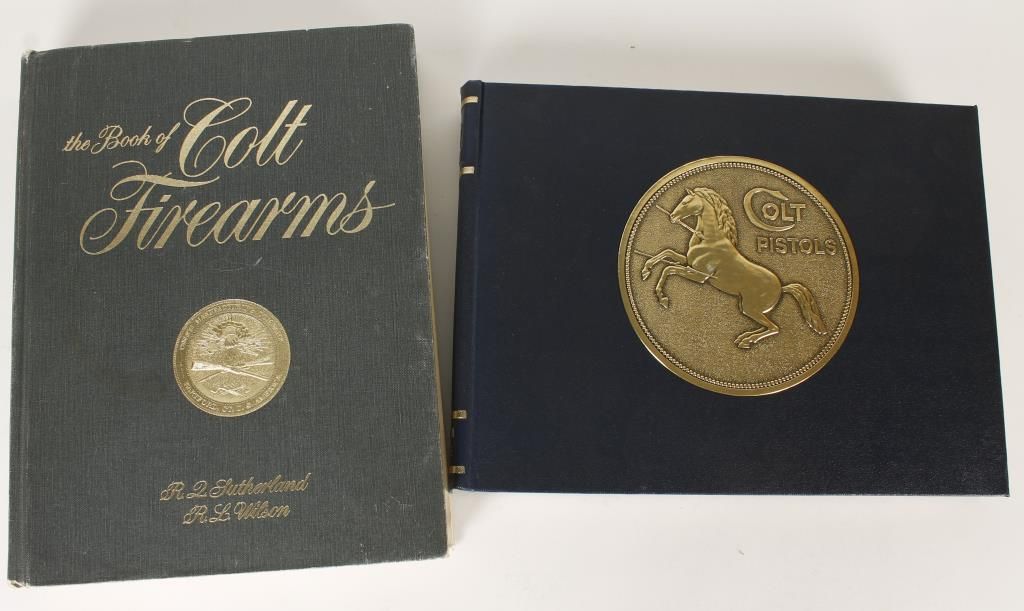 the Book of Colt
Firearms
R. Q. Sutherland
R. L. Wilson
COLT
PISTOLS